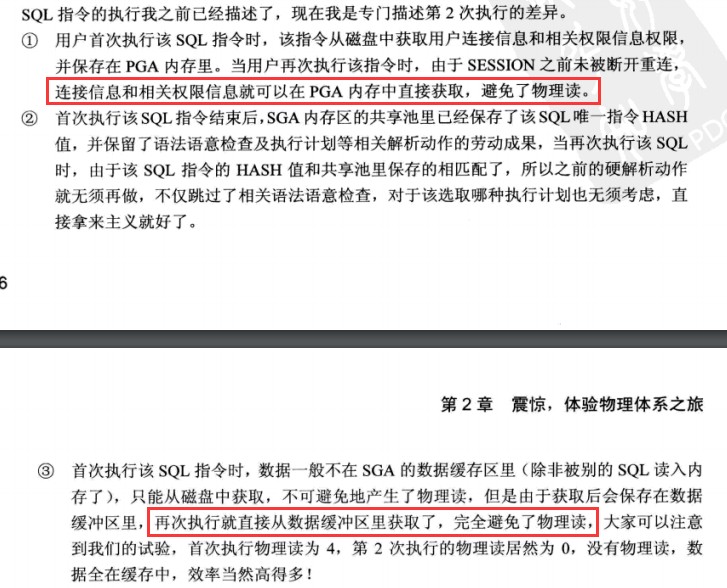 SQL 指令的执行我之前已经描述了，现在我是专门描述第 2 次执行的差异。
① 用户首次执行该 SQL 指令时，该指令从磁盘中获取用户连接信息和相关权限信息权限，
并保存在 PGA 内存里。当用户再次执行该指令时，由于 SESSION 之前未被断开重连，
连接信息和相关权限信息就可以在 PGA 内存中直接获取，避免了物理读。
② 首次执行该 SQL 指令结束后，SGA 内存区的共享池里已经保存了该 SQL 唯一指令 HASH
值，并保留了语法语意检查及执行计划等相关解析动作的劳动成果，当再次执行该 SQL
时，由于该 SQL 指令的 HASH 值和共享池里保存的相匹配了，所以之前的硬解析动作
就无须再做，不仅跳过了相关语法语意检查，对于该选取哪种执行计划也无须考虑，直
接拿来主义就好了。
6
第 2 章 震惊，体验物理体系之旅
③ 首次执行该 SQL 指令时，数据一般不在 SGA 的数据缓存区里（除非被别的 SQL 读入内
存了），只能从磁盘中获取，不可避免地产生了物理读，但是由于获取后会保存在数据
缓冲区里，再次执行就直接从数据缓冲区里获取了，完全避免了物理读，大家可以注意
到我们的试验，首次执行物理读为 4，第 2 次执行的物理读居然为 0，没有物理读，数
据全在缓存中，效率当然高得多！